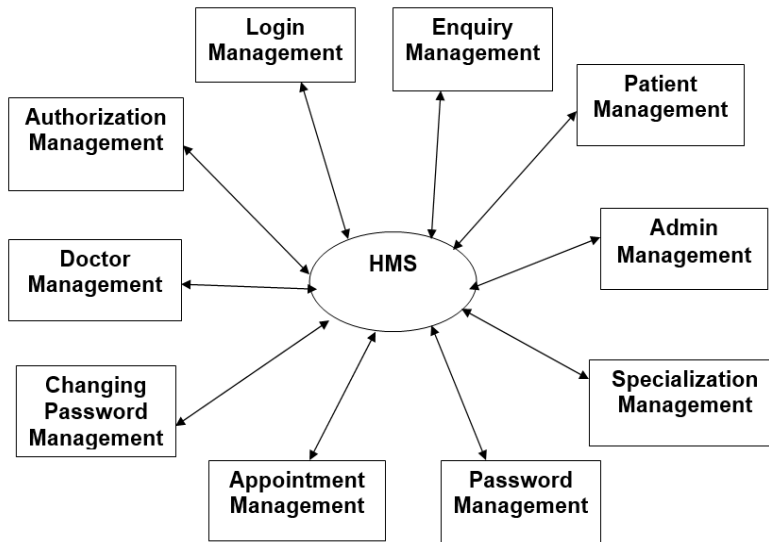 Login
Management
Enquiry
Management
Patient
Management
Authorization
Management
Admin
Management
Doctor
Management
HMS
Changing
Password
Management
Specialization
Management
Appointment
Management
Password
Management